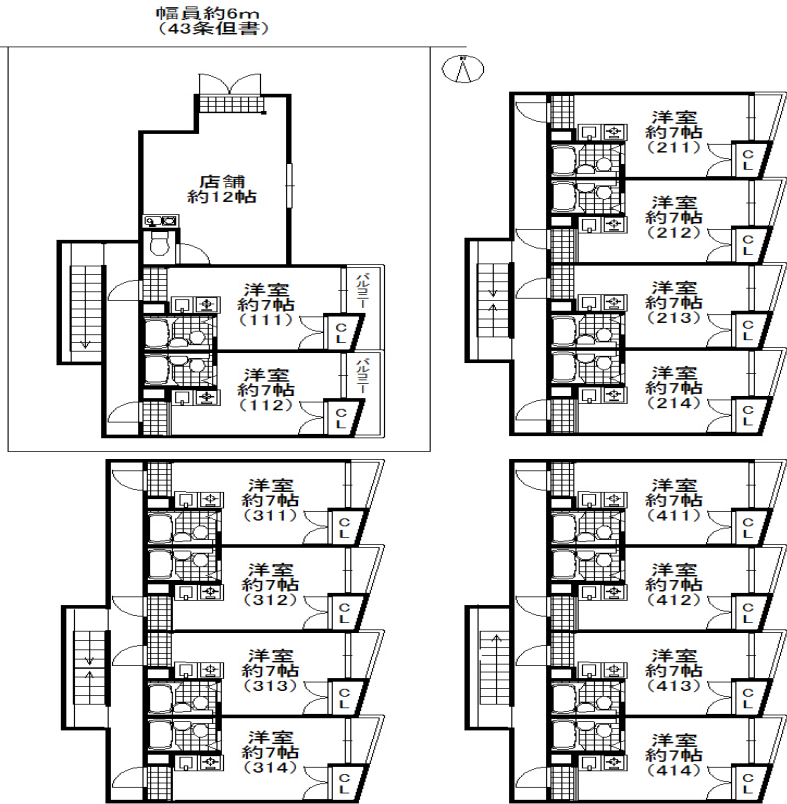 幅員約6m
（43条但書）
N
店舗
約12帖
洋室
約7帖
(111)
バルコニー
CL
洋室
約7帖
(112)
バルコニー
CL
洋室
約7帖
(211)
CL
洋室
約7帖
(212)
CL
洋室
約7帖
(213)
CL
洋室
約7帖
(214)
CL
洋室
約7帖
(311)
CL
洋室
約7帖
(312)
CL
洋室
約7帖
(313)
CL
洋室
約7帖
(314)
CL
洋室
約7帖
(411)
CL
洋室
約7帖
(412)
CL
洋室
約7帖
(413)
CL
洋室
約7帖
(414)
CL